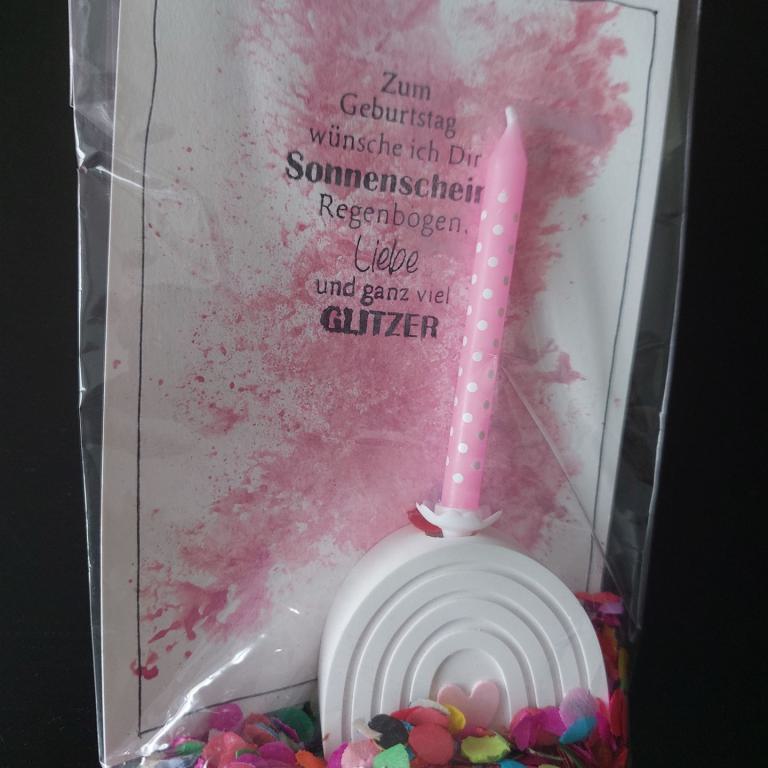 Zum
Geburtstag
wünsche ich Dir
Sonnenschein
Regenbogen,
Liebe
und ganz viel
GLITZER